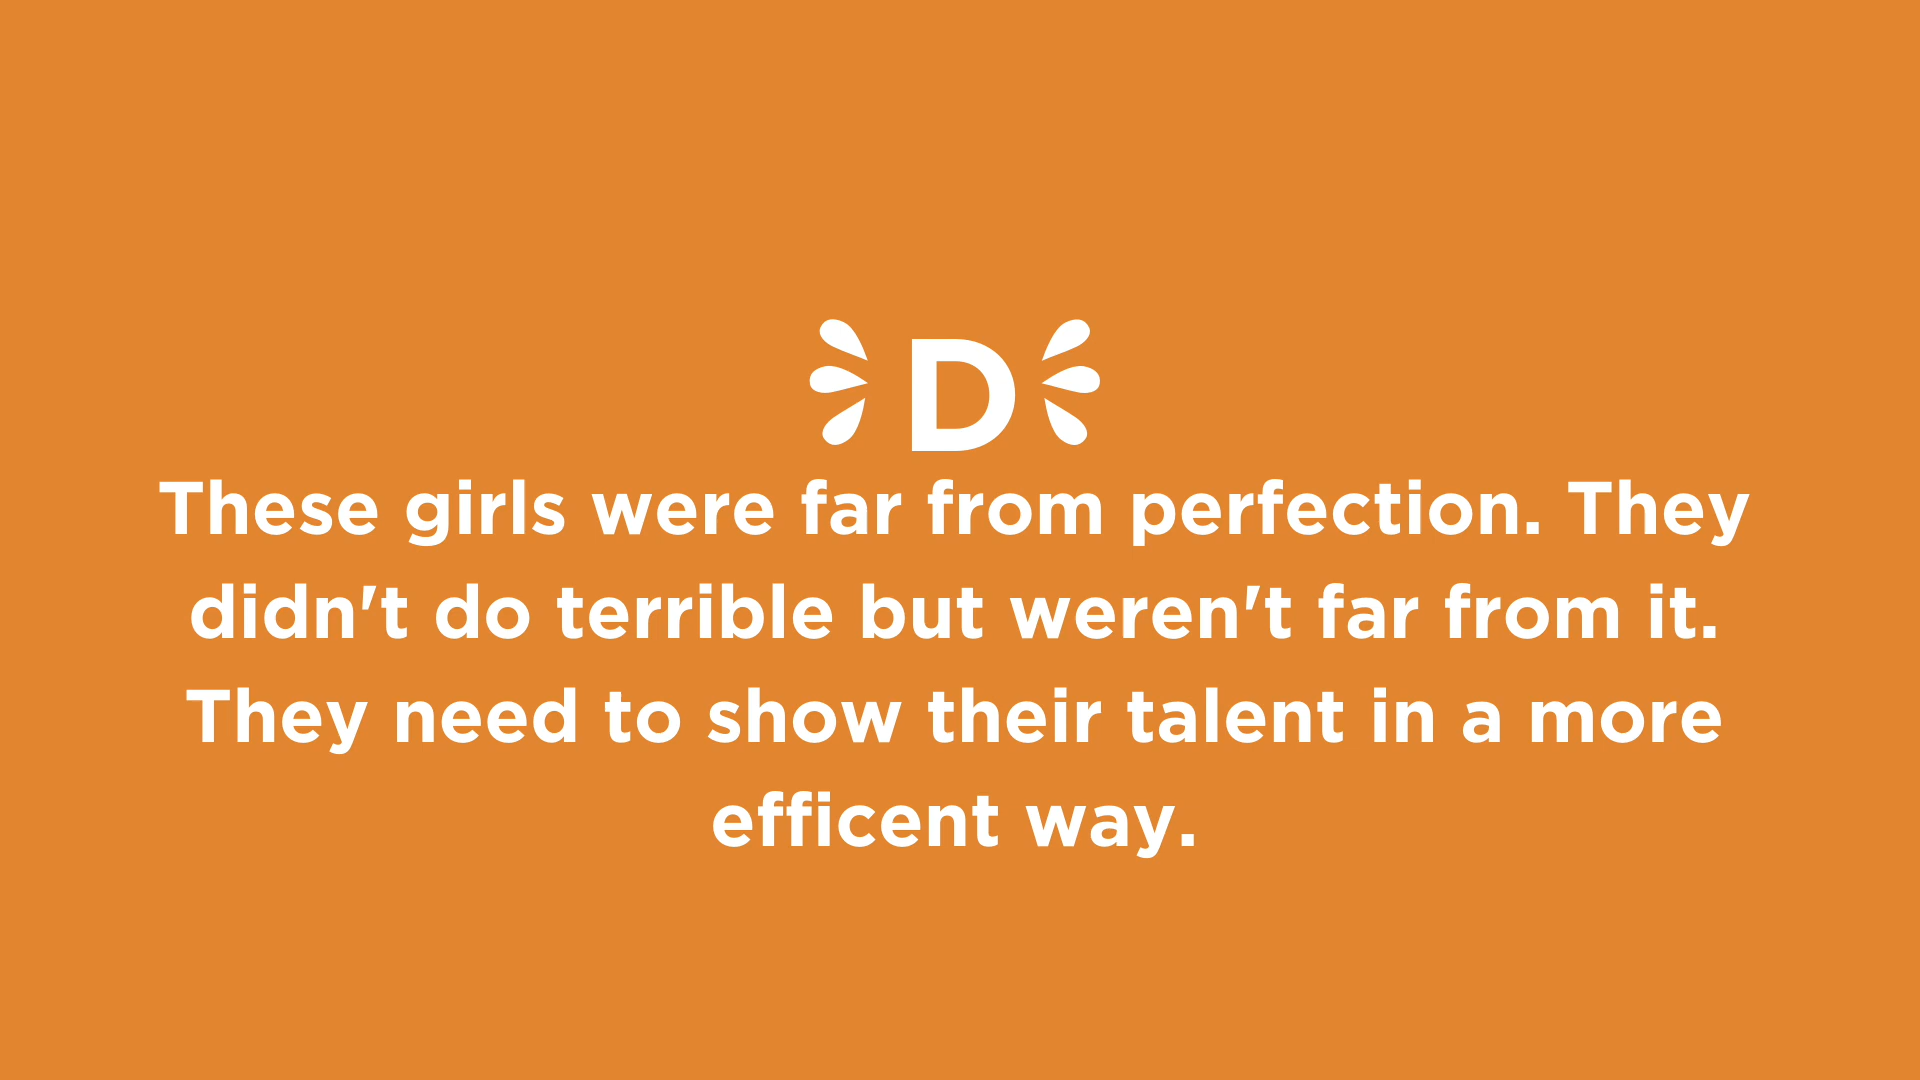 D
These girls were far from perfection. They
didn't do terrible but weren't far from it.
They need to show their talent in a more
efficent way.